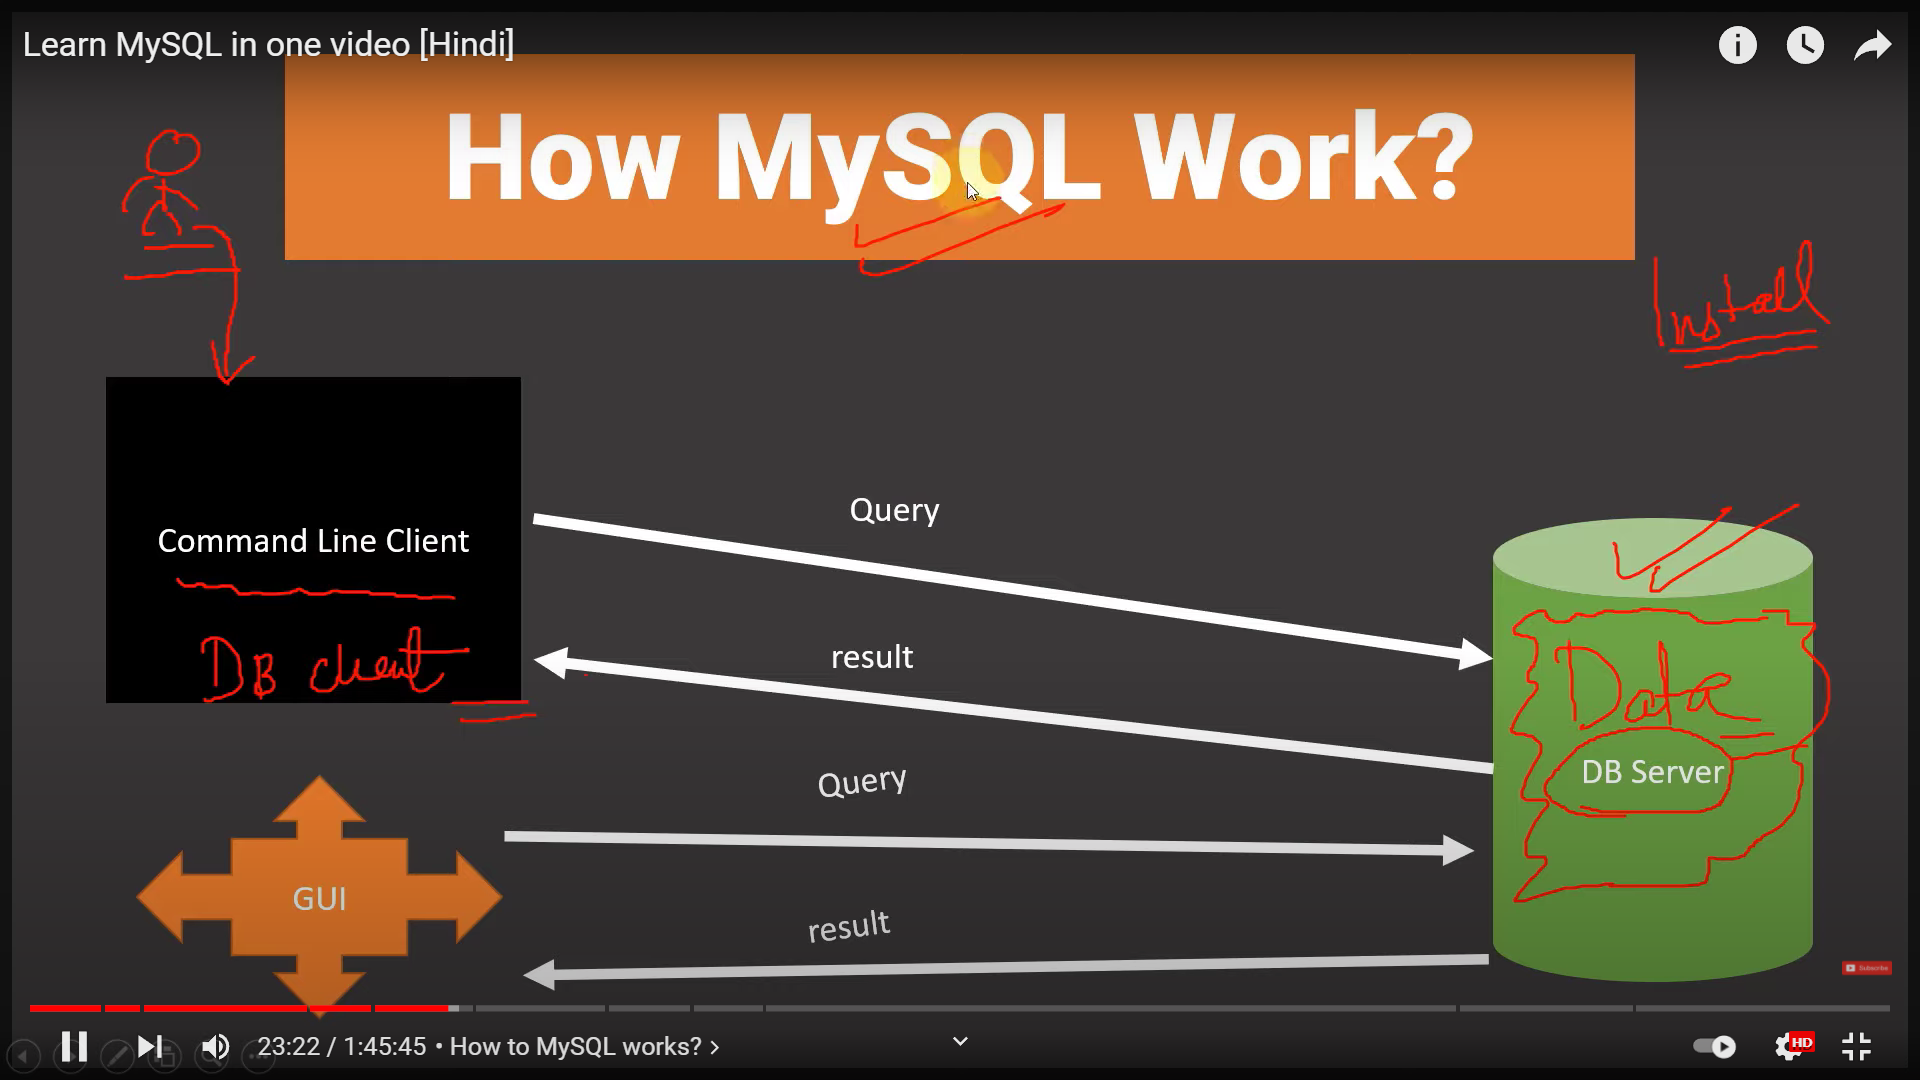 Learn MySQL in one video [Hindi]
How MySQL Work?
Install
Query
Command Line Client
DB client
result
Data
DB Server
Query
GUI
result
Subscribe
23:22 / 1:45:45 • How to MySQL works? >
HD